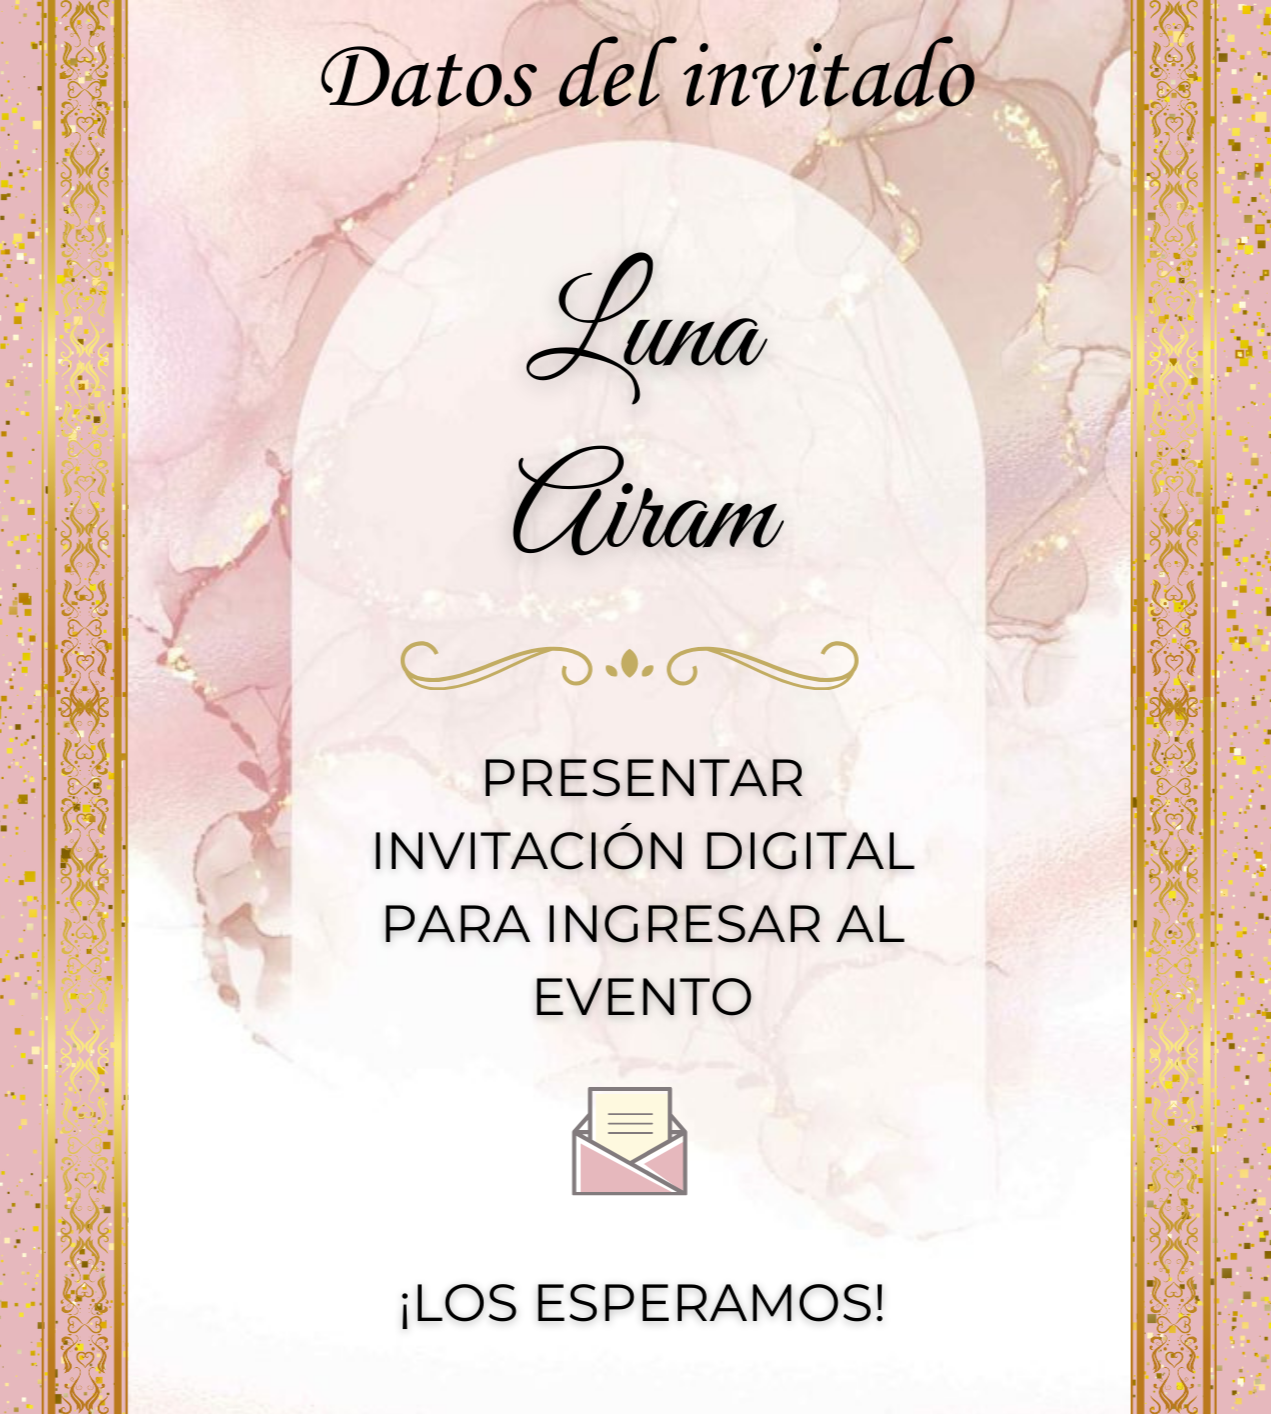 Datos del invitado
Luna
Airam
PRESENTAR
INVITACIÓN DIGITAL
PARA INGRESAR AL
EVENTO
¡LOS ESPERAMOS!